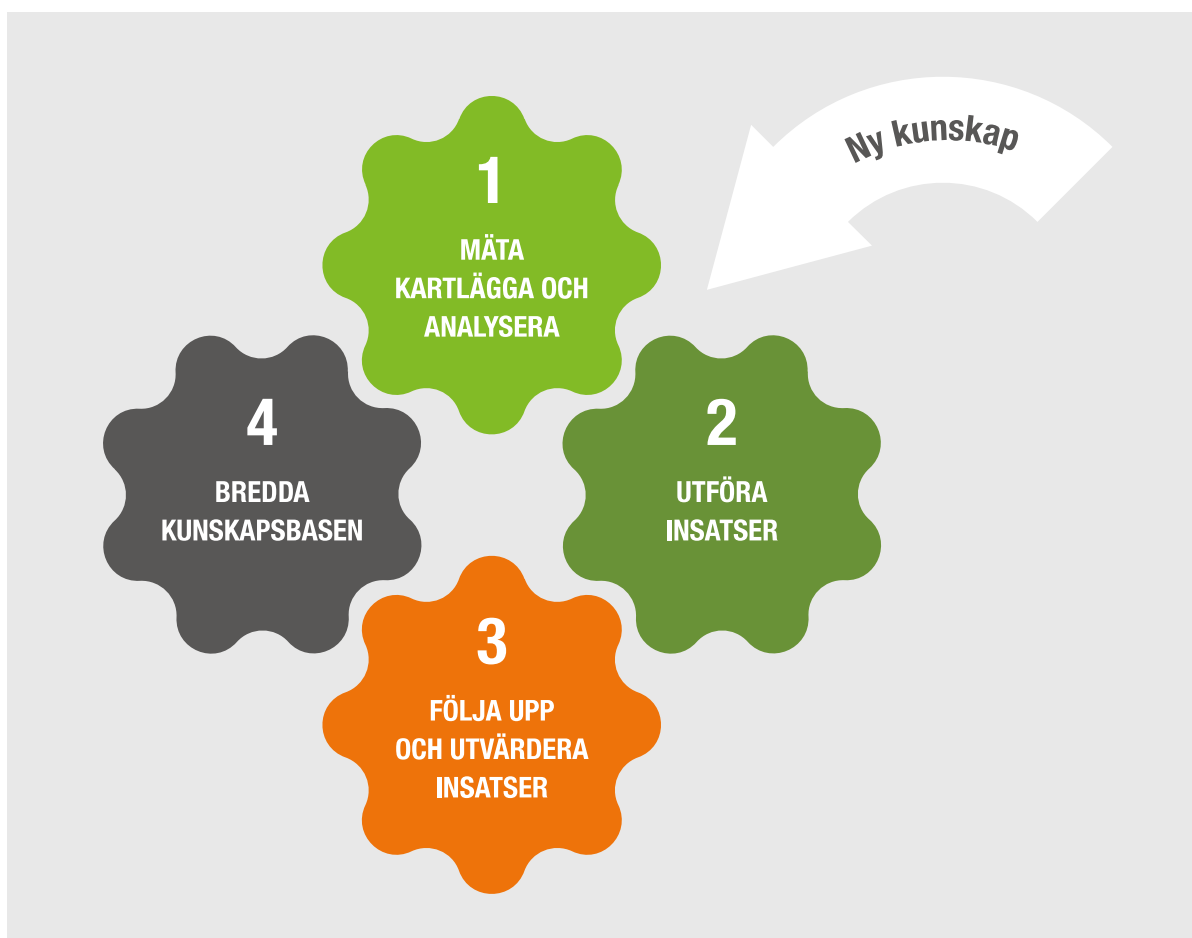 Ny kunskap
1
MÄTA
KARTLÄGGA OCH
ANALYSERA
2
UTFÖRA
INSATSER
3
FÖLJA UPP
OCH UTVÄRDERA
INSATSER
4
BREDDA
KUNSKAPSBASEN